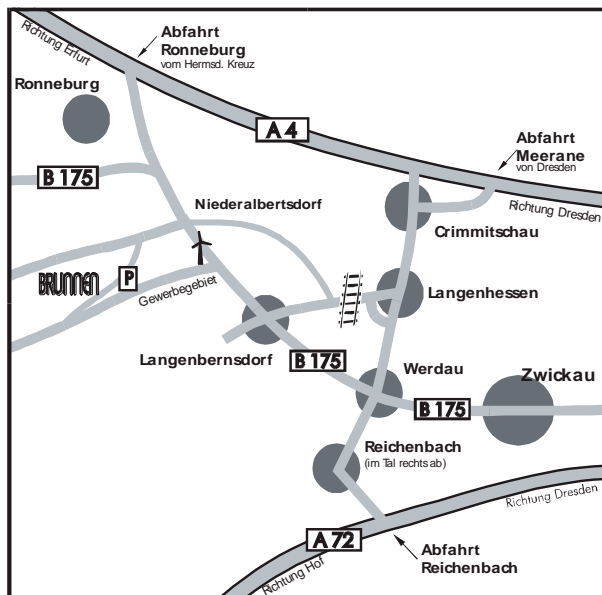 Richtung Erfurt
Abfahrt
Ronneburg
vom Hermsd. Kreuz
Ronneburg
A 4
Abfahrt
Meerane
von Dresden
B 175
Niederalbertsdorf
Richtung Dresden
Crimmitschau
BRUNNEN
P
Gewerbegebiet
Langenhessen
Langenbernsdorf
B 175
Werdau
Zwickau
B 175
Reichenbach
(im Tal rechts ab)
Richtung Dresden
A 72
Abfahrt
Reichenbach
Richtung Hof